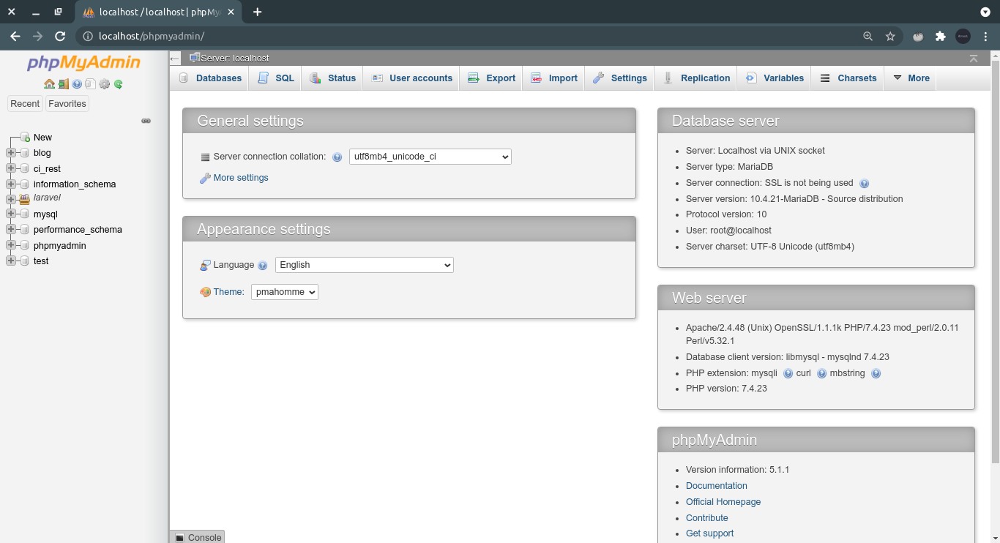 localhost / localhost | phpMy
localhost/phpmyadmin/
phpMyAdmin
Recent Favorites
New
blog
ci_rest
information_schema
laravel
mysql
performance_schema
phpmyadmin
test
Server: localhost
Databases SQL Status User accounts Export Import Settings Replication Variables Charsets More
General settings
Server connection collation: utf8mb4_unicode_ci
More settings
Appearance settings
Language English
Theme: pmahomme
Database server
Server: Localhost via UNIX socket
Server type: MariaDB
Server connection: SSL is not being used
Server version: 10.4.21-MariaDB - Source distribution
Protocol version: 10
User: root@localhost
Server charset: UTF-8 Unicode (utf8mb4)
Web server
Apache/2.4.48 (Unix) OpenSSL/1.1.1k PHP/7.4.23 mod_perl/2.0.11
Perl/v5.32.1
Database client version: libmysql - mysqlnd 7.4.23
PHP extension: mysqli curl mbstring
PHP version: 7.4.23
phpMyAdmin
Version information: 5.1.1
Documentation
Official Homepage
Contribute
Get support
Console